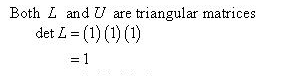 Both L and U are triangular matrices
det L = (1)(1)(1)
= 1